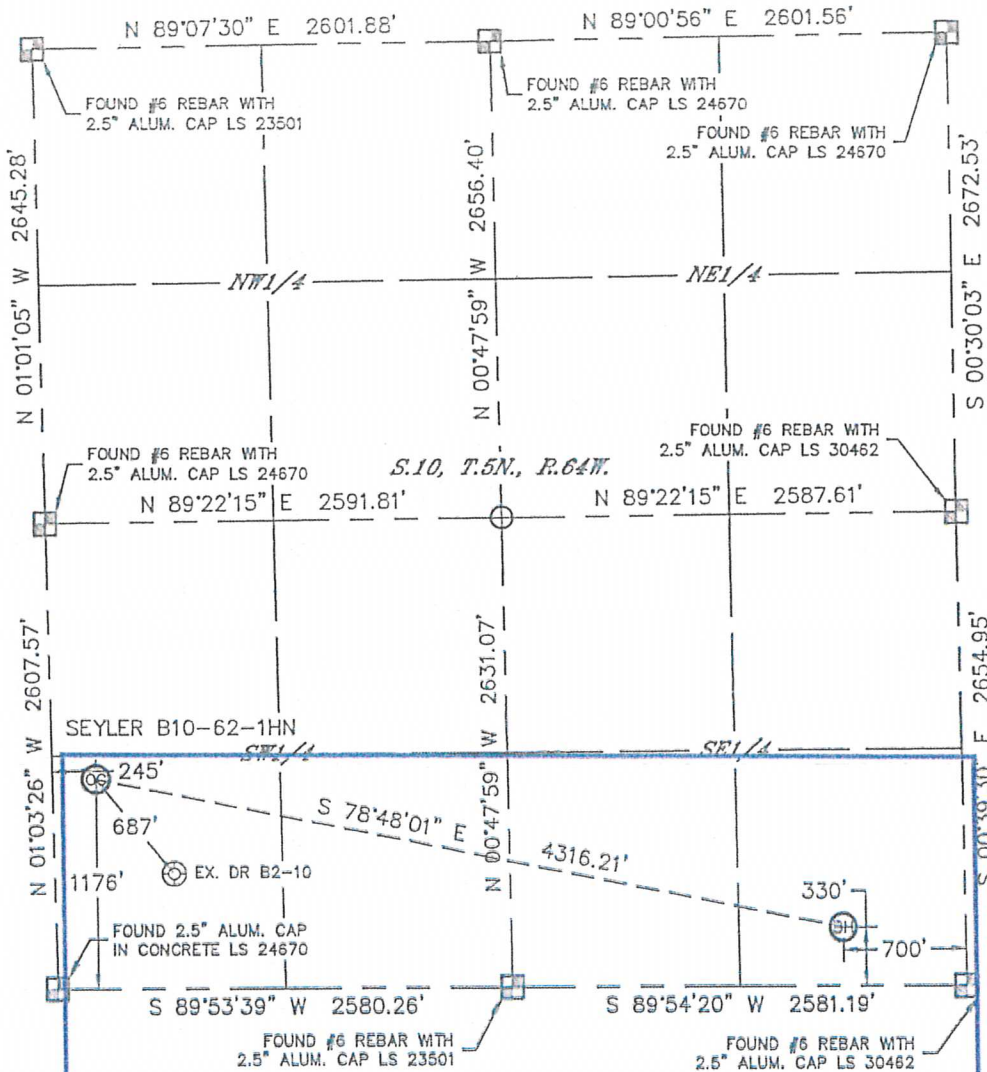 N 89°07'30" E 2601.88'
N 89°00'56" E 2601.56'
FOUND #6 REBAR WITH
2.5" ALUM. CAP LS 23501
FOUND #6 REBAR WITH
2.5" ALUM. CAP LS 24670
FOUND #6 REBAR WITH
2.5" ALUM. CAP LS 24670
N 01°01'05" W 2645.28'
N 00°47'59" W 2656.40'
S 00°30'03" E 2672.53'
NW1/4
NE1/4
FOUND #6 REBAR WITH
2.5" ALUM. CAP LS 24670
S.10, T.5N., R.64W.
FOUND #6 REBAR WITH
2.5" ALUM. CAP LS 30462
N 89°22'15" E 2591.81'
N 89°22'15" E 2587.61'
N 01°03'26" W 2607.57'
N 00°47'59" W 2631.07'
S 00°39'30" E 2654.95'
SEYLER B10-62-1HN
SW1/4
SE1/4
245'
OG
S 78°48'01" E 4316.21'
687'
EX. DR B2-10
1176'
330'
BH
700'
FOUND 2.5" ALUM. CAP
IN CONCRETE LS 24670
S 89°53'39" W 2580.26'
S 89°54'20" W 2581.19'
FOUND #6 REBAR WITH
2.5" ALUM. CAP LS 23501
FOUND #6 REBAR WITH
2.5" ALUM. CAP LS 30462